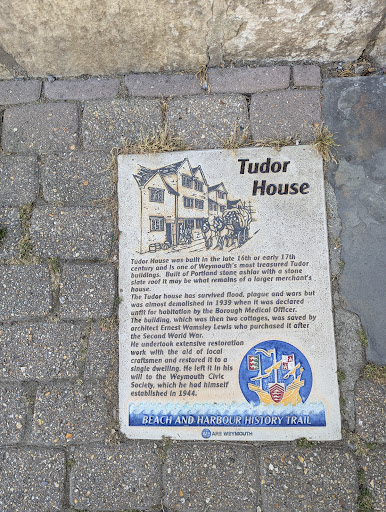 Tudor
House
Tudor House was built in the late 16th or early 17th
century and is one of Weymouth's most treasured Tudor
buildings. Built of Portland stone ashlar with a stone
slate roof it may be what remains of a larger merchant's
house.
The Tudor house has survived flood, plague and wars but
was almost demolished in 1939 when it was declared
unfit for habitation by the Borough Medical Officer.
The building, which was then two cottages, was saved by
architect Ernest Wamsley Lewis who purchased it after
the Second World War.
He undertook extensive restoration
work with the aid of local
craftsmen and restored it to a
single dwelling. He left it in his
will to the Weymouth Civic
Society, which he had himself
established in 1944.
BEACH AND HARBOUR HISTORY TRAIL
WE ARE WEYMOUTH